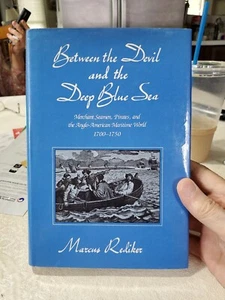 Between the Devil
and the
Deep Blue Sea
Merchant Seamen, Pirates, and
the Anglo-American Maritime World
1700-1750
Marcus Rediker